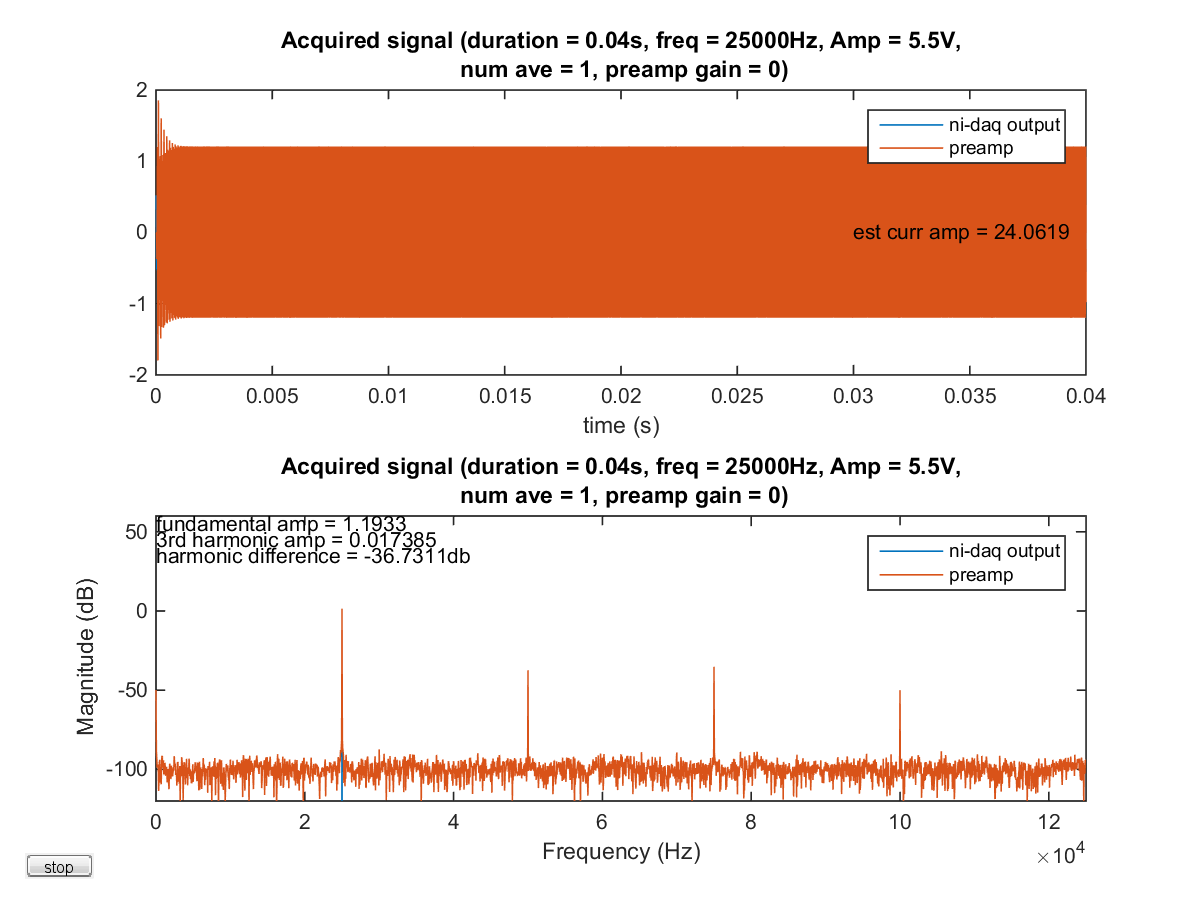 Acquired signal (duration = 0.04s, freq = 25000Hz, Amp = 5.5V,
num ave = 1, preamp gain = 0)
2
1
0
-1
-2
ni-daq output
preamp
est curr amp = 24.0619
0 0.005 0.01 0.015 0.02 0.025 0.03 0.035 0.04
time (s)
Acquired signal (duration = 0.04s, freq = 25000Hz, Amp = 5.5V,
num ave = 1, preamp gain = 0)
fundamental amp = 1.1933
3rd harmonic amp = 0.017385
harmonic difference = -36.7311db
ni-daq output
preamp
Magnitude (dB)
50
0
-50
-100
0 2 4 6 8 10 12
×10^4
Frequency (Hz)
stop